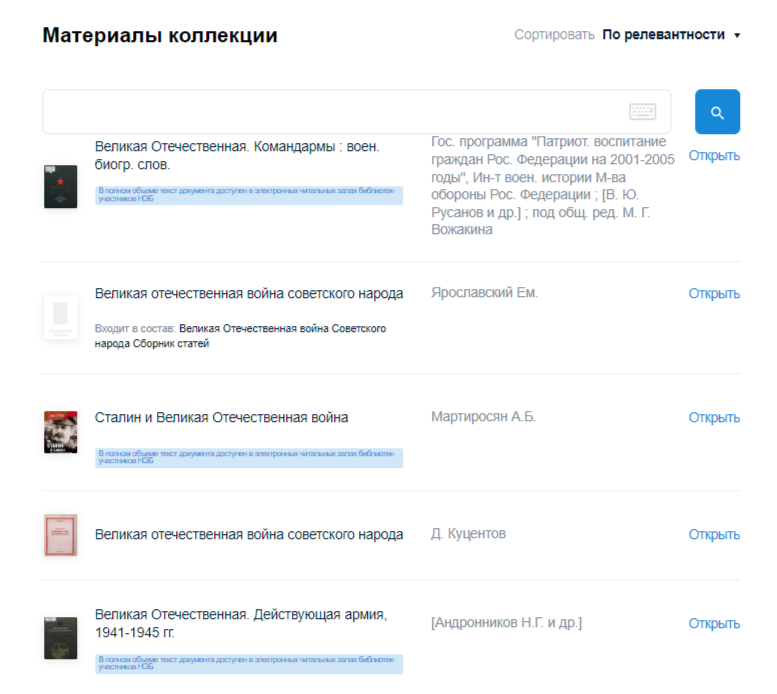 Материалы коллекции
Сортировать По релевантности
Великая Отечественная. Командармы : воен.
биогр. слов.
В полном объеме текст документа доступен в электронных читальных залах библиотек-
участников НЭБ
Гос. программа "Патриот. воспитание
граждан Рос. Федерации на 2001-2005
годы", Ин-т воен. истории М-ва
обороны Рос. Федерации ; [В. Ю.
Русанов и др.] ; под общ. ред. М. Г.
Вожакина
Открыть
Великая отечественная война советского народа
Входит в состав: Великая Отечественная война Советского
народа Сборник статей
Ярославский Ем.
Открыть
Сталин и Великая Отечественная война
В полном объеме текст документа доступен в электронных читальных залах библиотек-
участников НЭБ
Мартиросян А.Б.
Открыть
Великая отечественная война советского народа
Д. Куцентов
Открыть
Великая Отечественная. Действующая армия,
1941-1945 гг.
В полном объеме текст документа доступен в электронных читальных залах библиотек-
участников НЭБ
[Андронников Н.Г. и др.]
Открыть